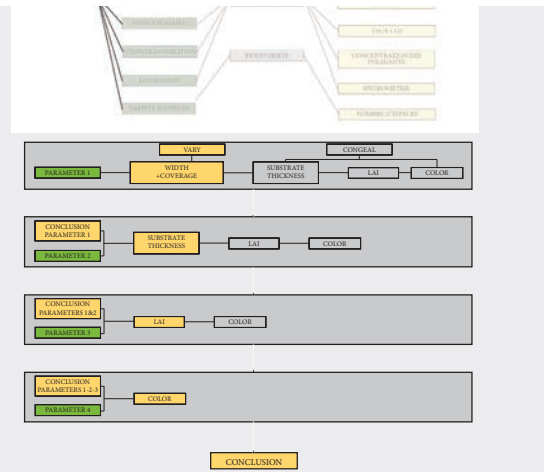 TAUX LAI
CONCENTRATION DES
POLLUANTS
BIODIVERSITE
HYGROMETRIE
NOMBRE D'ESPECES
VARY
CONGEAL
PARAMETER 1
WIDTH
+COVERAGE
SUBSTRATE
THICKNESS
LAI
COLOR
CONCLUSION
PARAMETER 1
PARAMETER 2
SUBSTRATE
THICKNESS
LAI
COLOR
CONCLUSION
PARAMETERS 1&2
PARAMETER 3
LAI
COLOR
CONCLUSION
PARAMETERS 1-2-3
PARAMETER 4
COLOR
CONCLUSION